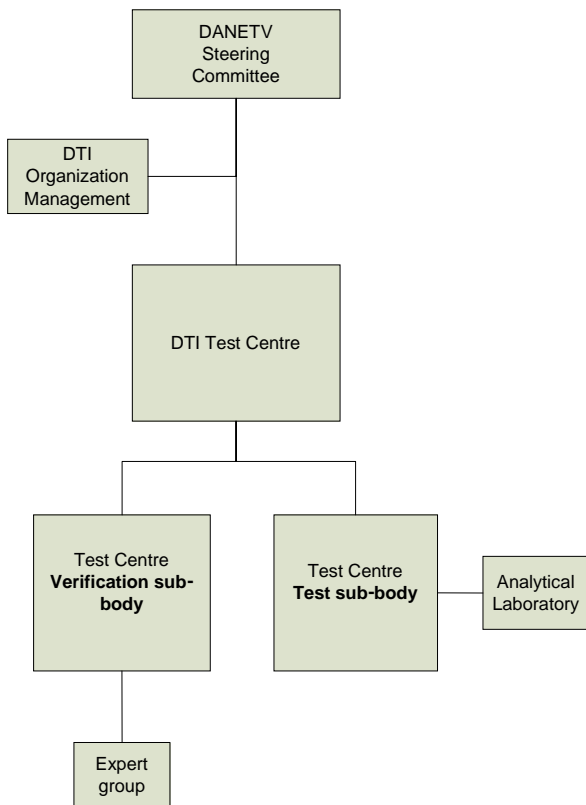 DANETV
Steering
Committee
DTI
Organization
Management
DTI Test Centre
Test Centre
Verification sub-
body
Test Centre
Test sub-body
Analytical
Laboratory
Expert
group